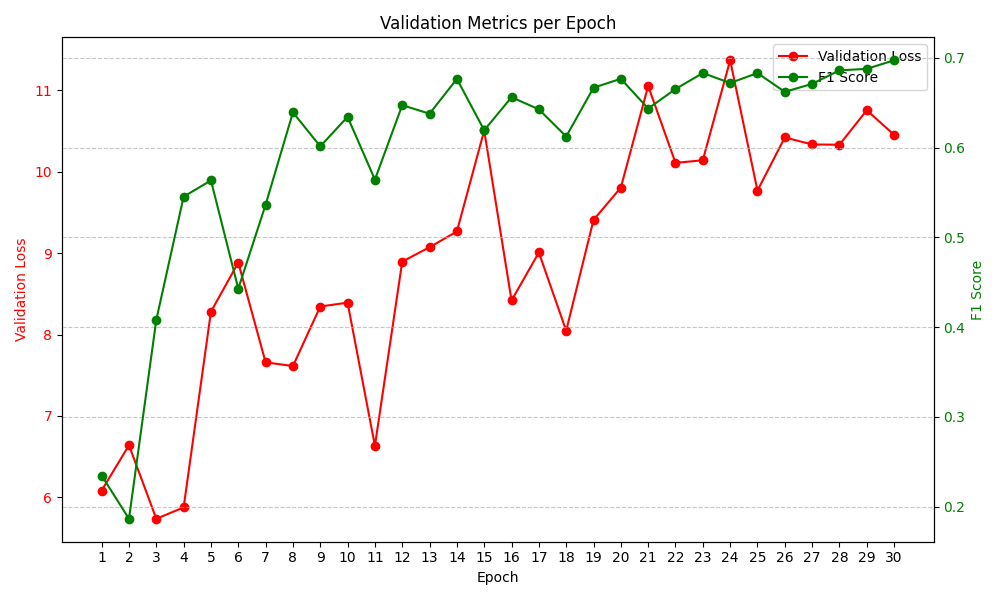 Validation Metrics per Epoch
Validation Loss
F1 Score
11
10
9
8
7
6
Validation Loss
0.7
0.6
0.5
0.4
0.3
0.2
F1 Score
1 2 3 4 5 6 7 8 9 10 11 12 13 14 15 16 17 18 19 20 21 22 23 24 25 26 27 28 29 30
Epoch